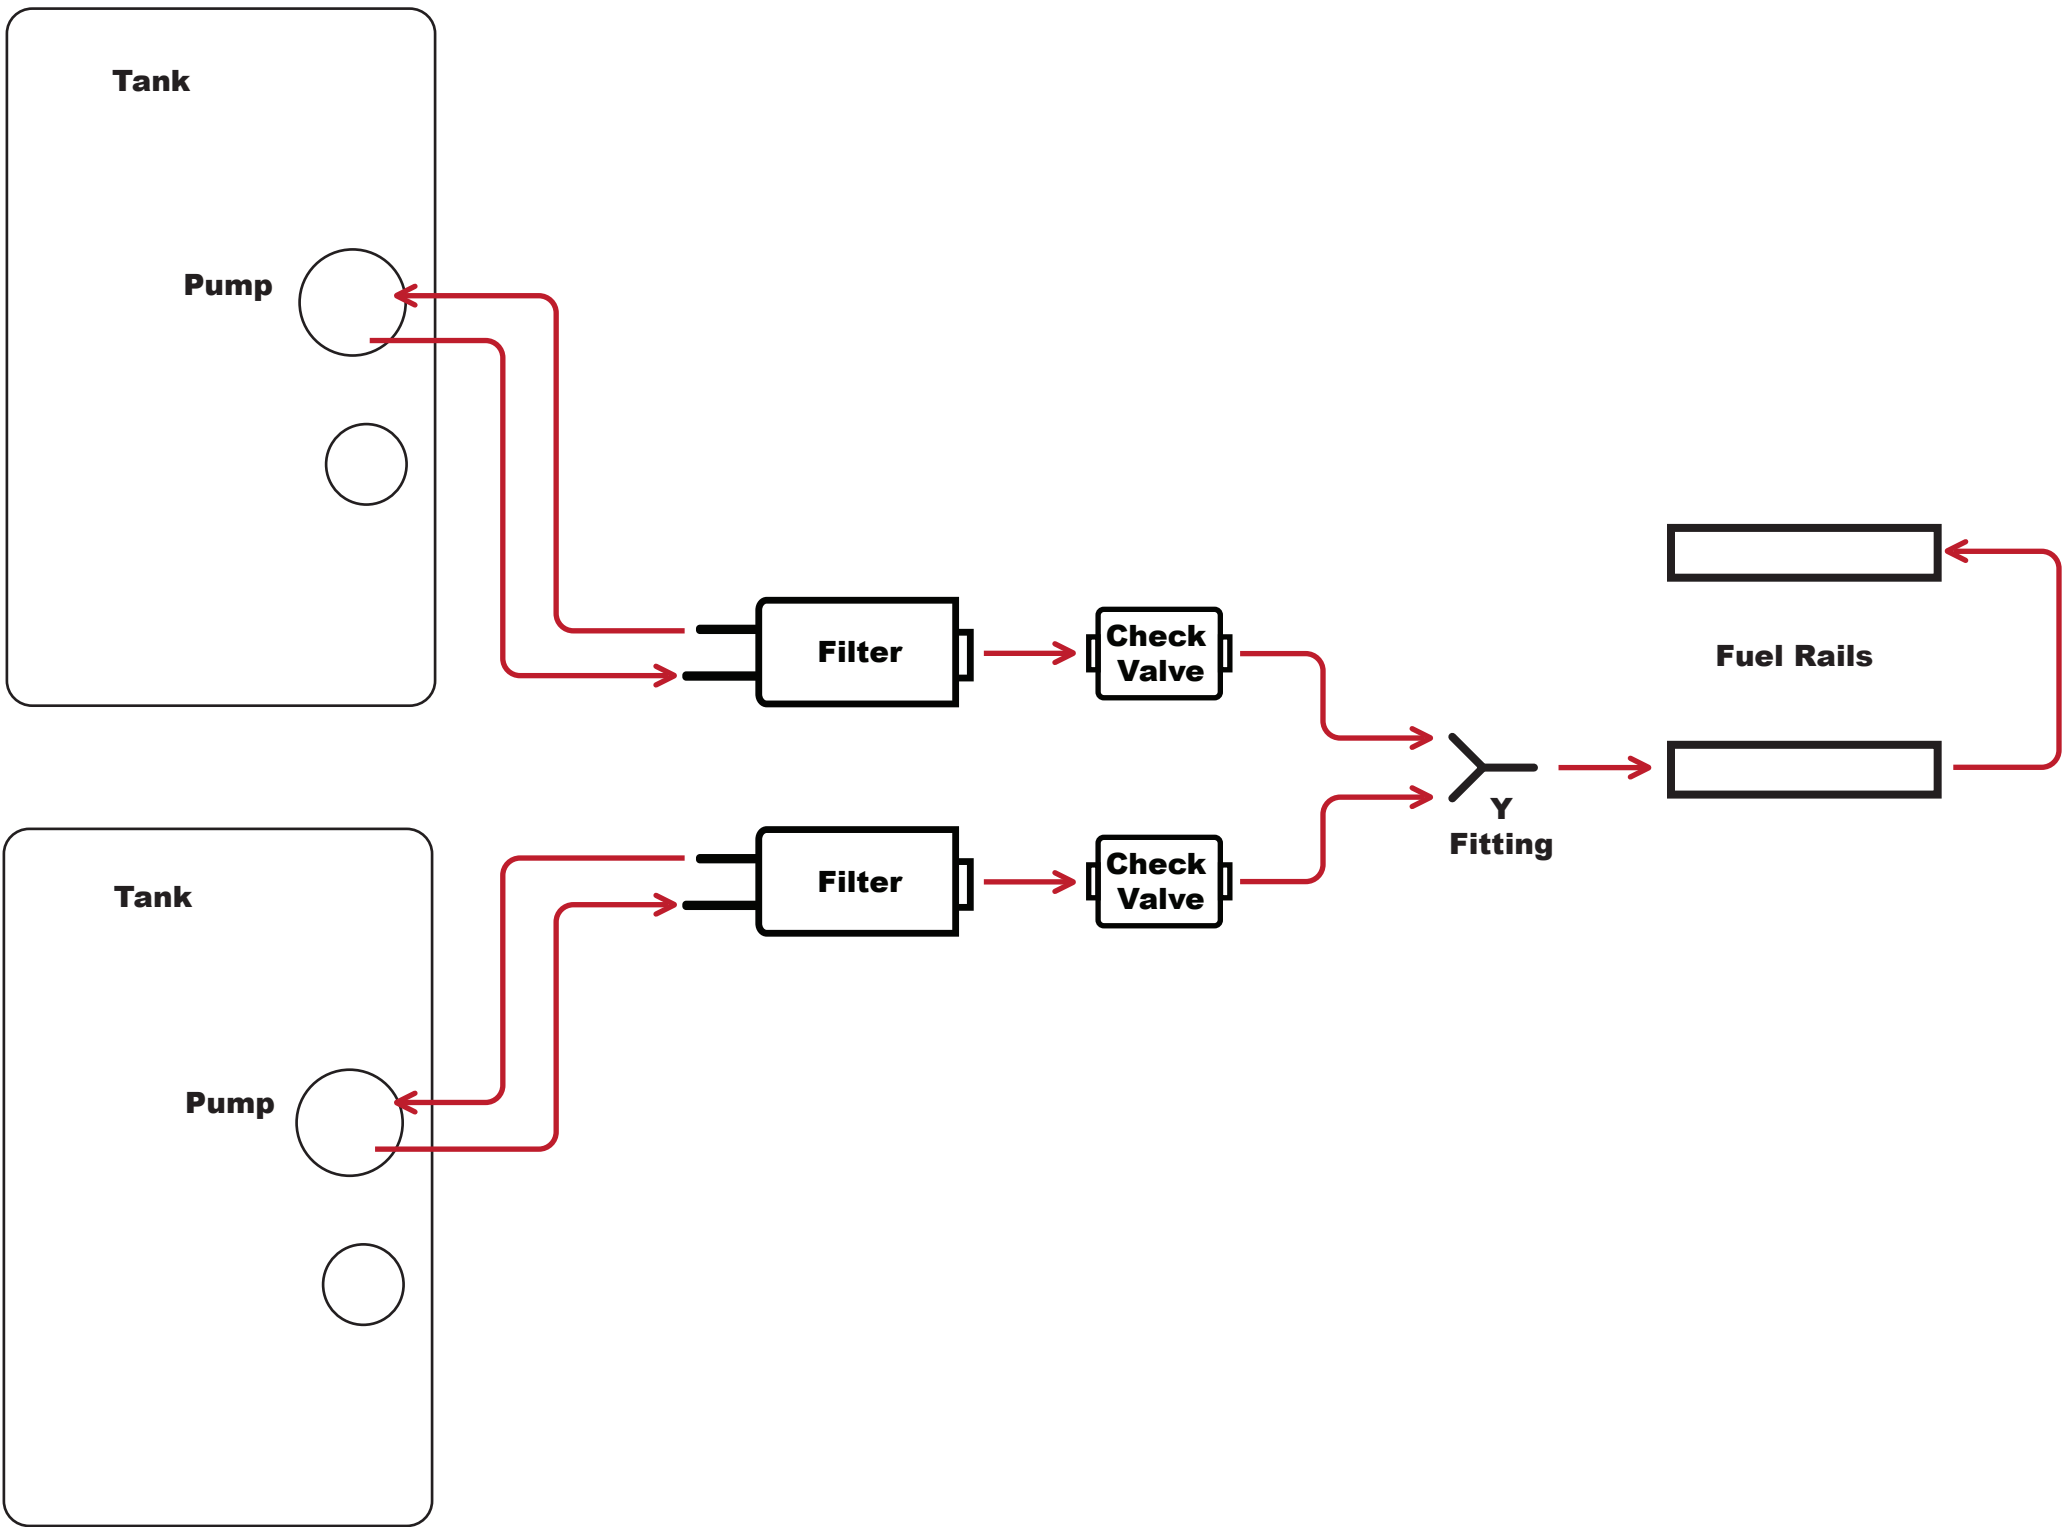 Tank
Pump
Filter
Check
Valve
Fuel Rails
Y
Fitting
Tank
Pump
Filter
Check
Valve